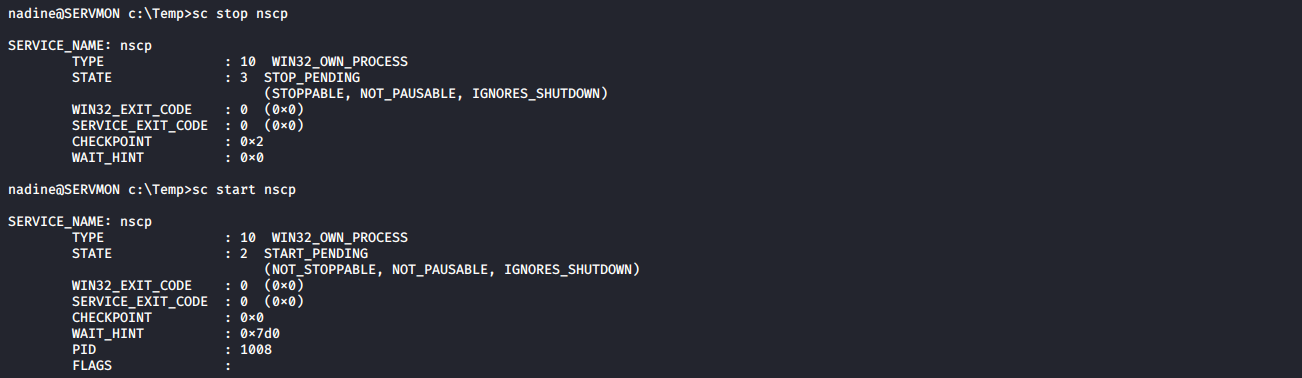 nadine@SERVMON c:\Temp>sc stop nscp
SERVICE_NAME: nscp
        TYPE               : 10  WIN32_OWN_PROCESS
        STATE              : 3  STOP_PENDING
                                (STOPPABLE, NOT_PAUSABLE, IGNORES_SHUTDOWN)
        WIN32_EXIT_CODE    : 0  (0×0)
        SERVICE_EXIT_CODE  : 0  (0×0)
        CHECKPOINT         : 0×2
        WAIT_HINT          : 0×0
nadine@SERVMON c:\Temp>sc start nscp
SERVICE_NAME: nscp
        TYPE               : 10  WIN32_OWN_PROCESS
        STATE              : 2  START_PENDING
                                (NOT_STOPPABLE, NOT_PAUSABLE, IGNORES_SHUTDOWN)
        WIN32_EXIT_CODE    : 0  (0×0)
        SERVICE_EXIT_CODE  : 0  (0×0)
        CHECKPOINT         : 0×0
        WAIT_HINT          : 0×7d0
        PID                : 1008
        FLAGS              :